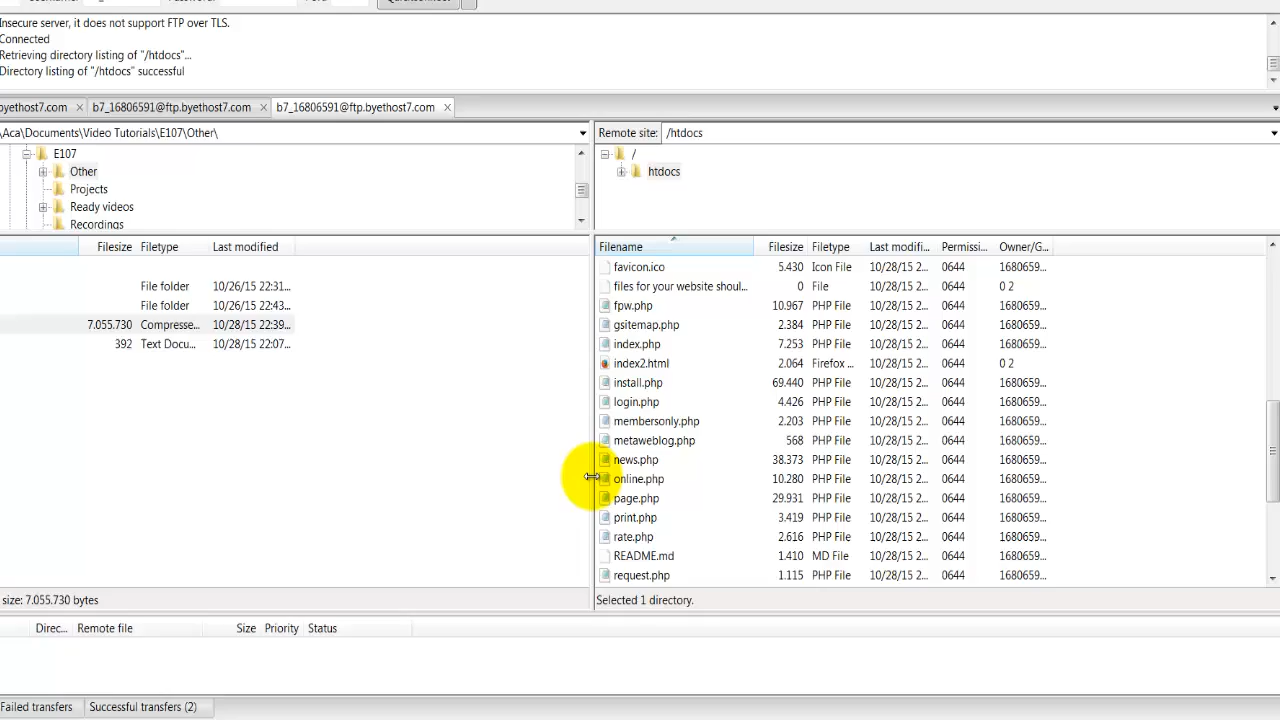 Insecure server, it does not support FTP over TLS.
Connected
Retrieving directory listing of "/htdocs"...
Directory listing of "/htdocs" successful
byethost7.com b7_16806591@ftp.byethost7.com b7_16806591@ftp.byethost7.com
\Aca\Documents\Video Tutorials\E107\Other\ Remote site: /htdocs
E107 /
Other htdocs
Projects
Ready videos
Recordings
Filesize Filetype Last modified Filename Filesize Filetype Last modifi... Permissi... Owner/G...
favicon.ico 5.430 Icon File 10/28/15 2... 0644 1680659...
File folder 10/26/15 22:31... files for your website shoul... 0 File 10/28/15 2... 0644 0 2
File folder 10/26/15 22:43... fpw.php 10.967 PHP File 10/28/15 2... 0644 1680659...
7.055.730 Compresse... 10/28/15 22:39... gsitemap.php 2.384 PHP File 10/28/15 2... 0644 1680659...
392 Text Docu... 10/28/15 22:07... index.php 7.253 PHP File 10/28/15 2... 0644 1680659...
index2.html 2.064 Firefox ... 10/28/15 2... 0644 0 2
install.php 69.440 PHP File 10/28/15 2... 0644 1680659...
login.php 4.426 PHP File 10/28/15 2... 0644 1680659...
membersonly.php 2.203 PHP File 10/28/15 2... 0644 1680659...
metaweblog.php 568 PHP File 10/28/15 2... 0644 1680659...
news.php 38.373 PHP File 10/28/15 2... 0644 1680659...
online.php 10.280 PHP File 10/28/15 2... 0644 1680659...
page.php 29.931 PHP File 10/28/15 2... 0644 1680659...
print.php 3.419 PHP File 10/28/15 2... 0644 1680659...
rate.php 2.616 PHP File 10/28/15 2... 0644 1680659...
README.md 1.410 MD File 10/28/15 2... 0644 1680659...
request.php 1.115 PHP File 10/28/15 2... 0644 1680659...
size: 7.055.730 bytes Selected 1 directory.
Direc... Remote file Size Priority Status
Failed transfers Successful transfers (2)